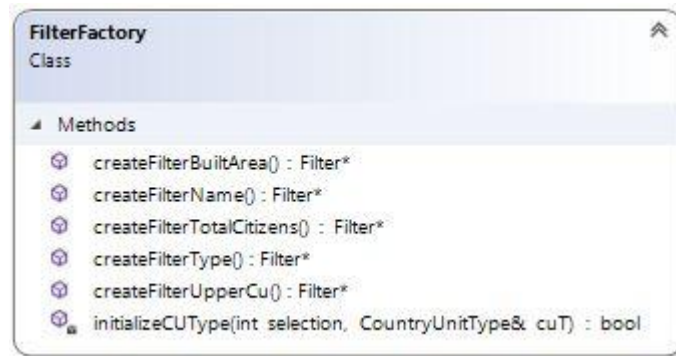 FilterFactory
Class
Methods
createFilterBuiltArea() : Filter*
createFilterName() : Filter*
createFilterTotalCitizens() : Filter*
createFilterType() : Filter*
createFilterUpperCu() : Filter*
initializeCUType(int selection, CountryUnitType& cuT) : bool